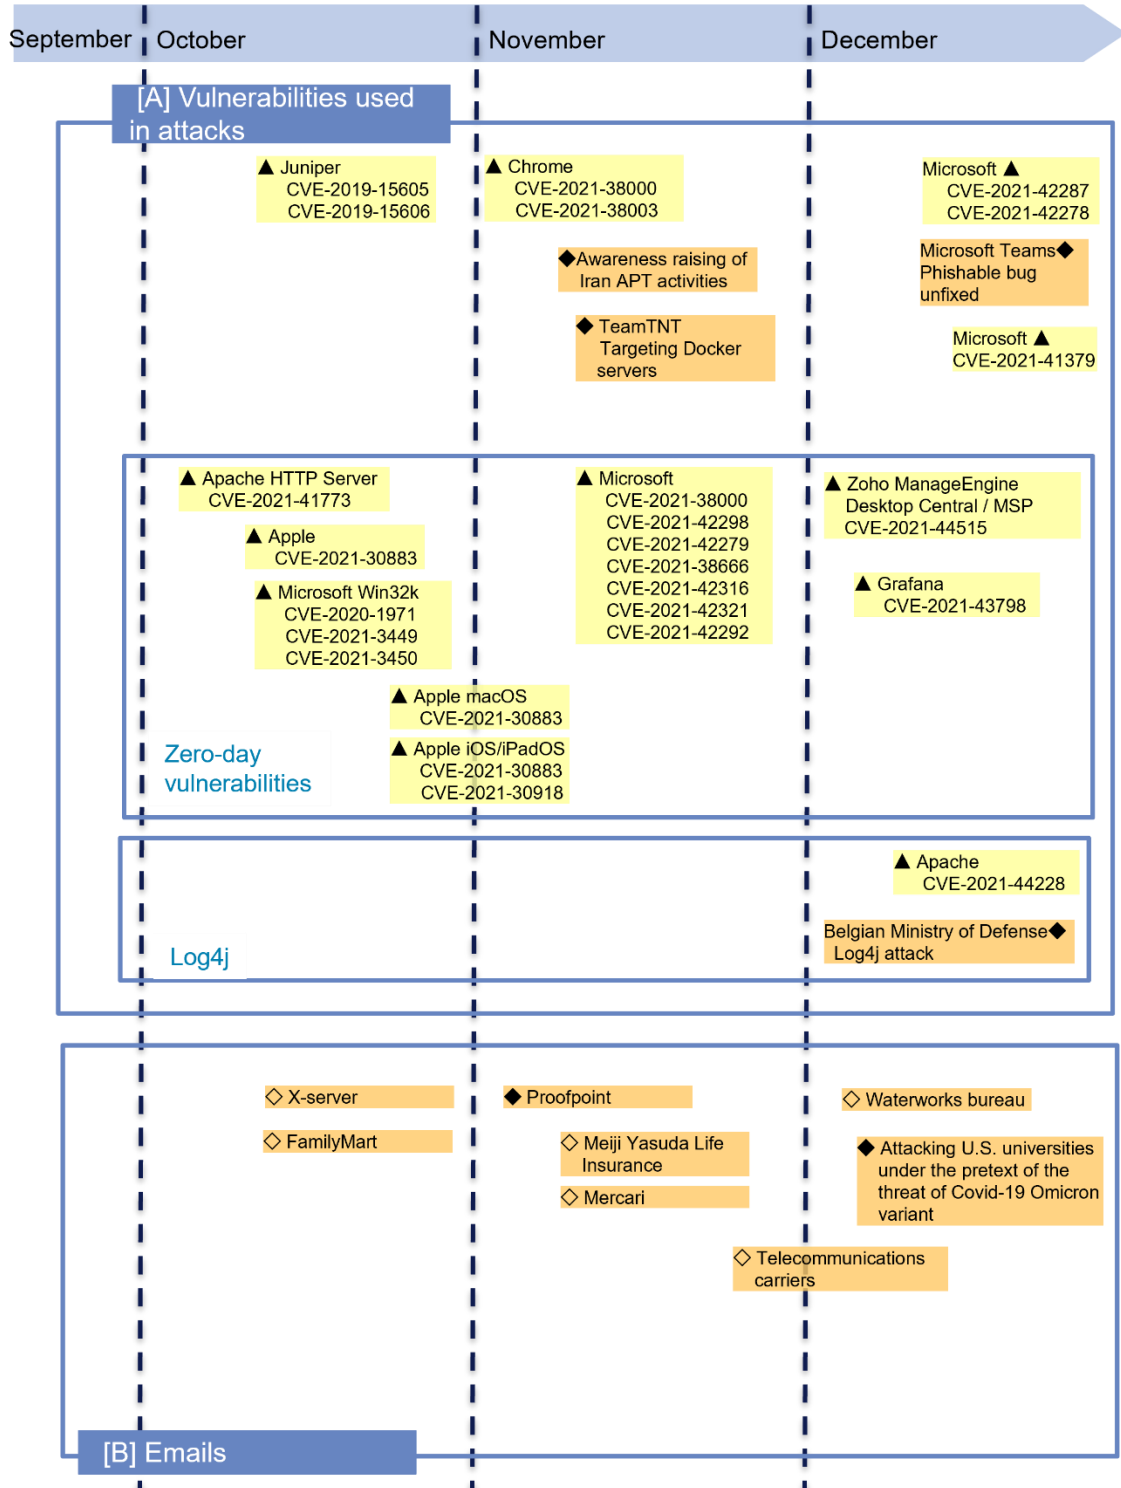 September
October
November
December
[A] Vulnerabilities used
in attacks
▲ Juniper
CVE-2019-15605
CVE-2019-15606
▲ Chrome
CVE-2021-38000
CVE-2021-38003
Microsoft ▲
CVE-2021-42287
CVE-2021-42278
◆Awareness raising of
Iran APT activities
Microsoft Teams◆
Phishable bug
unfixed
◆ TeamTNT
Targeting Docker
servers
Microsoft ▲
CVE-2021-41379
▲ Apache HTTP Server
CVE-2021-41773
▲ Apple
CVE-2021-30883
▲ Microsoft Win32k
CVE-2020-1971
CVE-2021-3449
CVE-2021-3450
▲ Apple macOS
CVE-2021-30883
▲ Apple iOS/iPadOS
CVE-2021-30883
CVE-2021-30918
▲ Microsoft
CVE-2021-38000
CVE-2021-42298
CVE-2021-42279
CVE-2021-38666
CVE-2021-42316
CVE-2021-42321
CVE-2021-42292
▲ Zoho ManageEngine
Desktop Central / MSP
CVE-2021-44515
▲ Grafana
CVE-2021-43798
Zero-day
vulnerabilities
▲ Apache
CVE-2021-44228
Belgian Ministry of Defense◆
Log4j attack
Log4j
◇ X-server
◇ FamilyMart
◆ Proofpoint
◇ Meiji Yasuda Life
Insurance
◇ Mercari
◇ Telecommunications
carriers
◇ Waterworks bureau
◆ Attacking U.S. universities
under the pretext of the
threat of Covid-19 Omicron
variant
[B] Emails